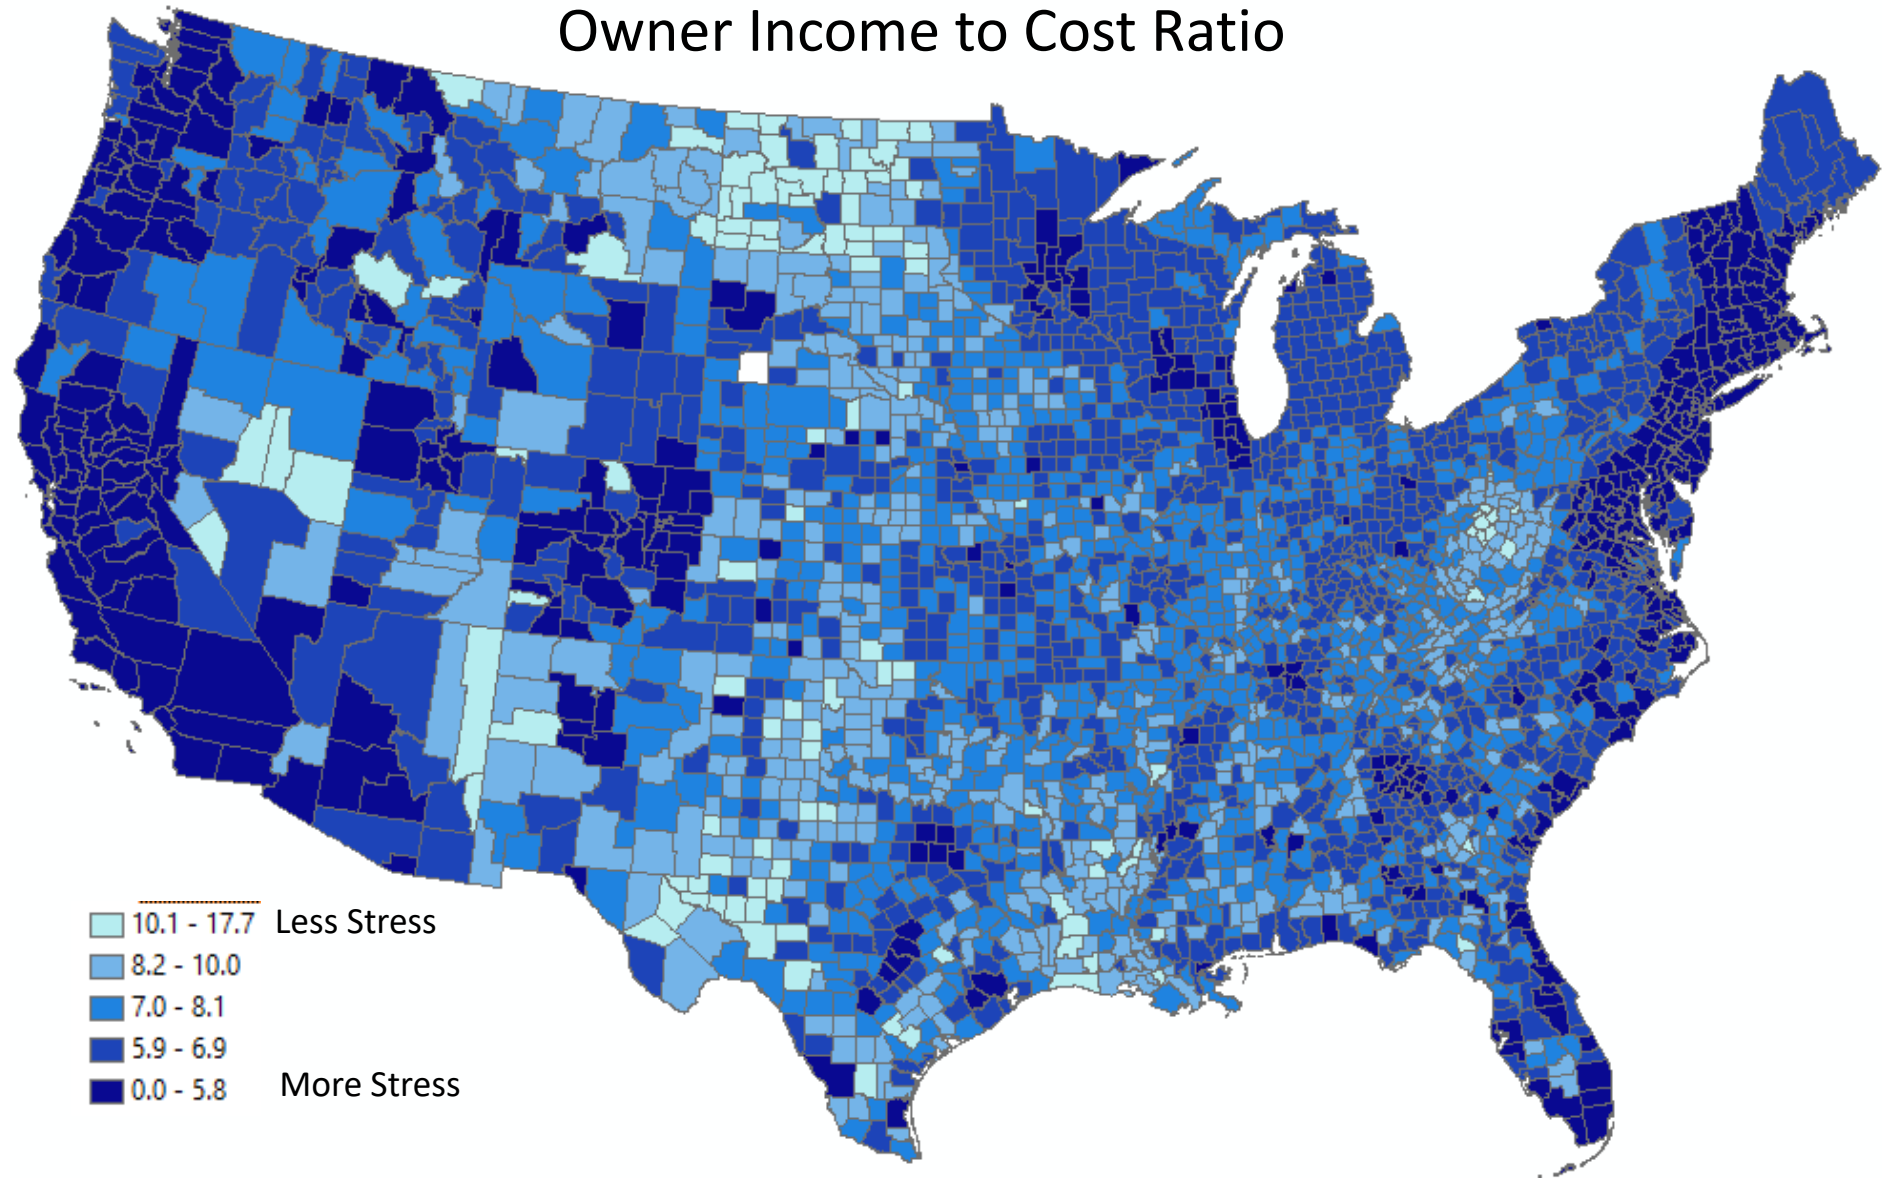 Owner Income to Cost Ratio
10.1 - 17.7 Less Stress
8.2 - 10.0
7.0 - 8.1
5.9 - 6.9
0.0 - 5.8 More Stress